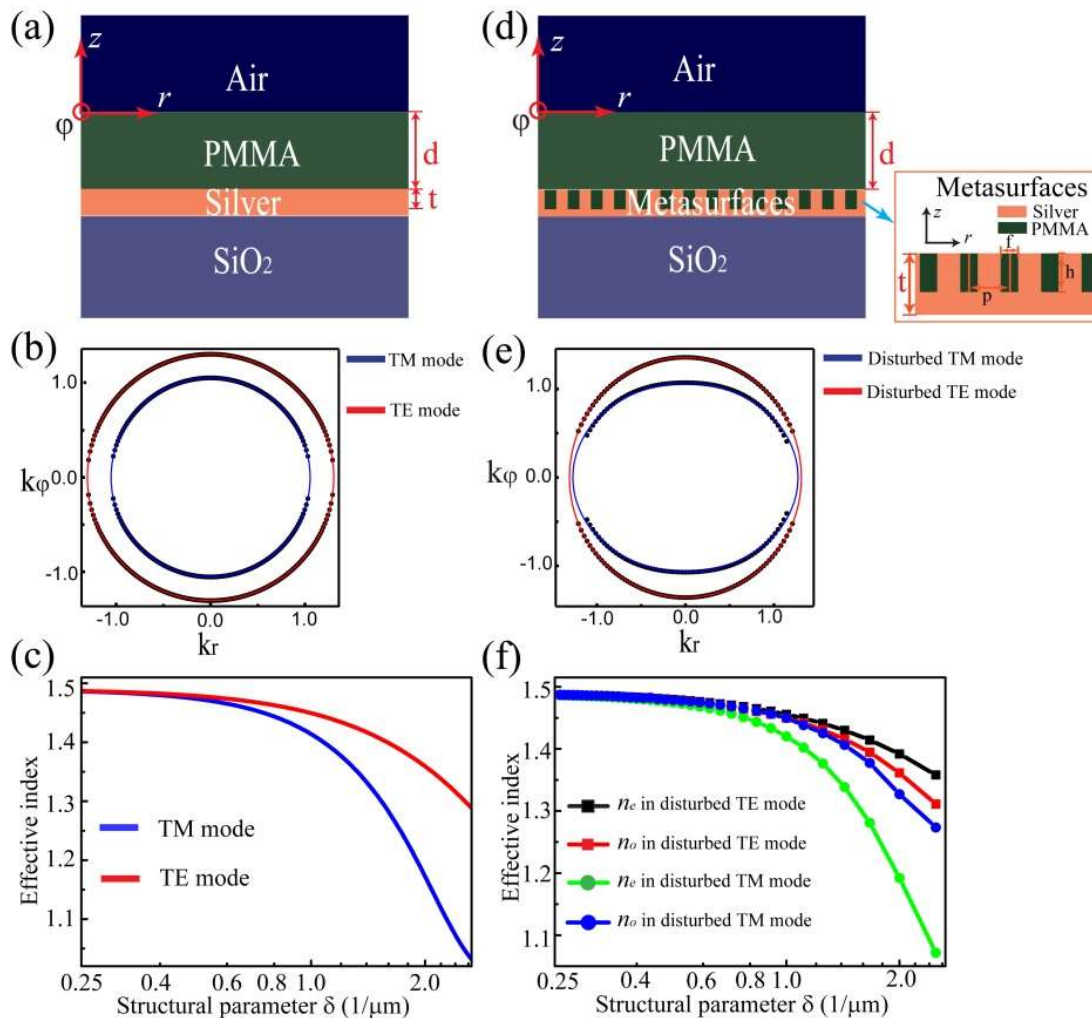 (a)
z
Air
r
φ
PMMA
d
Silver
t
SiO2
(d)
z
Air
r
φ
PMMA
d
Metasurfaces
SiO2
Metasurfaces
z
r
Silver
PMMA
f
t
p
h
(b)
TM mode
TE mode
1.0
kφ 0.0
-1.0
-1.0 0.0 1.0
kr
(e)
Disturbed TM mode
Disturbed TE mode
1.0
kφ 0.0
-1.0
-1.0 0.0 1.0
kr
(c)
Effective index
1.5
1.4
1.3
1.2
1.1
TM mode
TE mode
0.25 0.4 0.6 1.0 2.0
Structural parameter δ (1/μm)
(f)
Effective index
1.5
1.4
1.3
1.2
1.1
ne in disturbed TE mode
no in disturbed TE mode
ne in disturbed TM mode
no in disturbed TM mode
0.25 0.4 0.6 0.8 1.0 2.0
Structural parameter δ (1/μm)